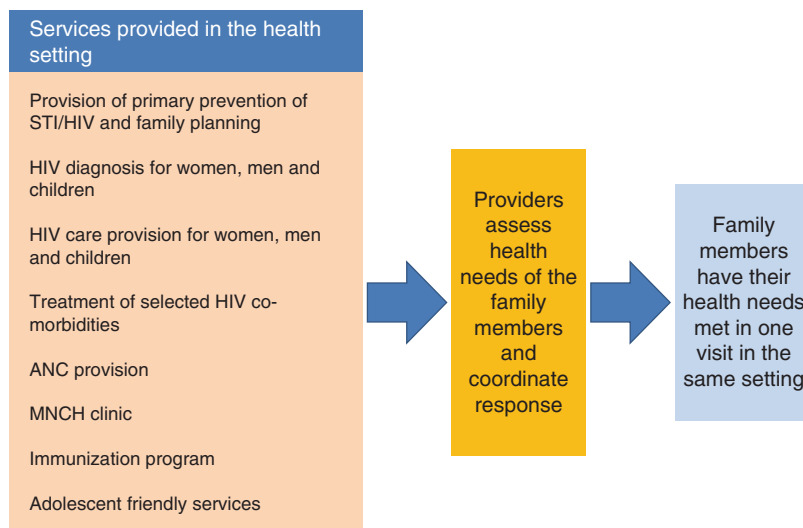 Services provided in the health
setting
Provision of primary prevention of
STI/HIV and family planning
HIV diagnosis for women, men and
children
HIV care provision for women, men
and children
Treatment of selected HIV co-
morbidities
ANC provision
MNCH clinic
Immunization program
Adolescent friendly services
Providers
assess
health
needs of the
family
members
and
coordinate
response
Family
members
have their
health needs
met in one
visit in the
same setting